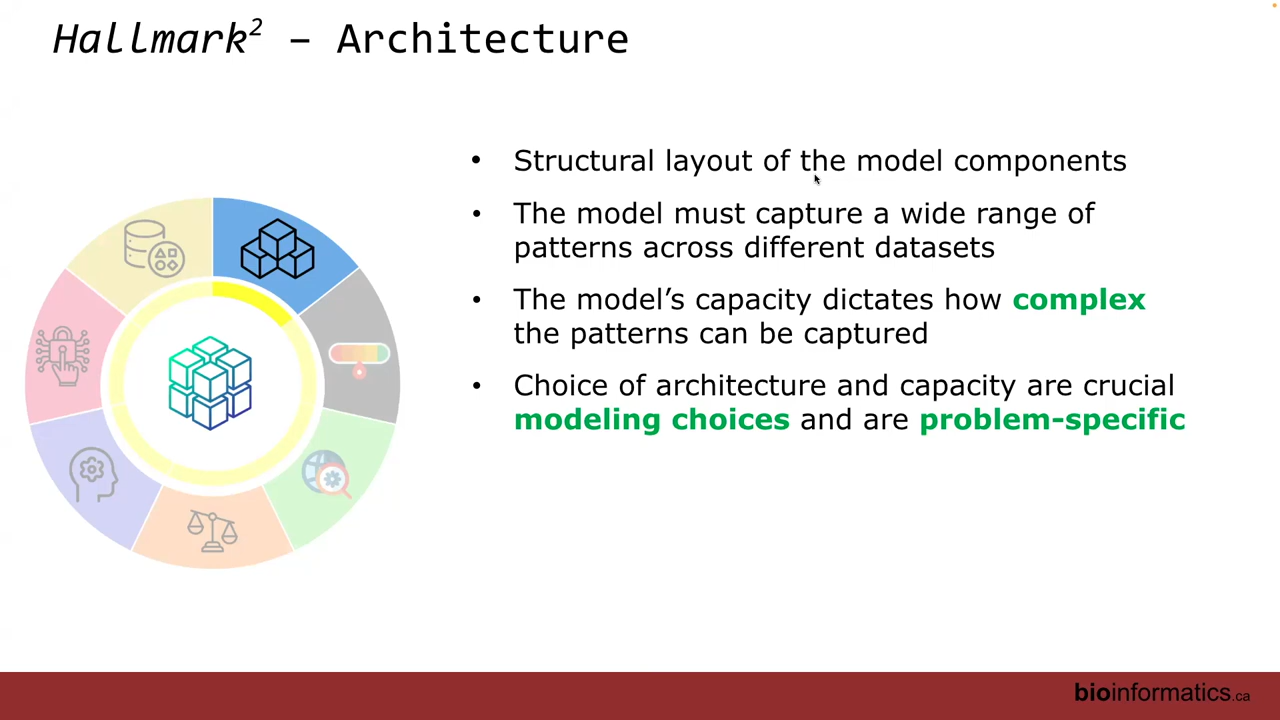 Hallmark² – Architecture
• Structural layout of the model components
• The model must capture a wide range of
patterns across different datasets
• The model’s capacity dictates how complex
the patterns can be captured
• Choice of architecture and capacity are crucial
modeling choices and are problem-specific
bioinformatics.ca